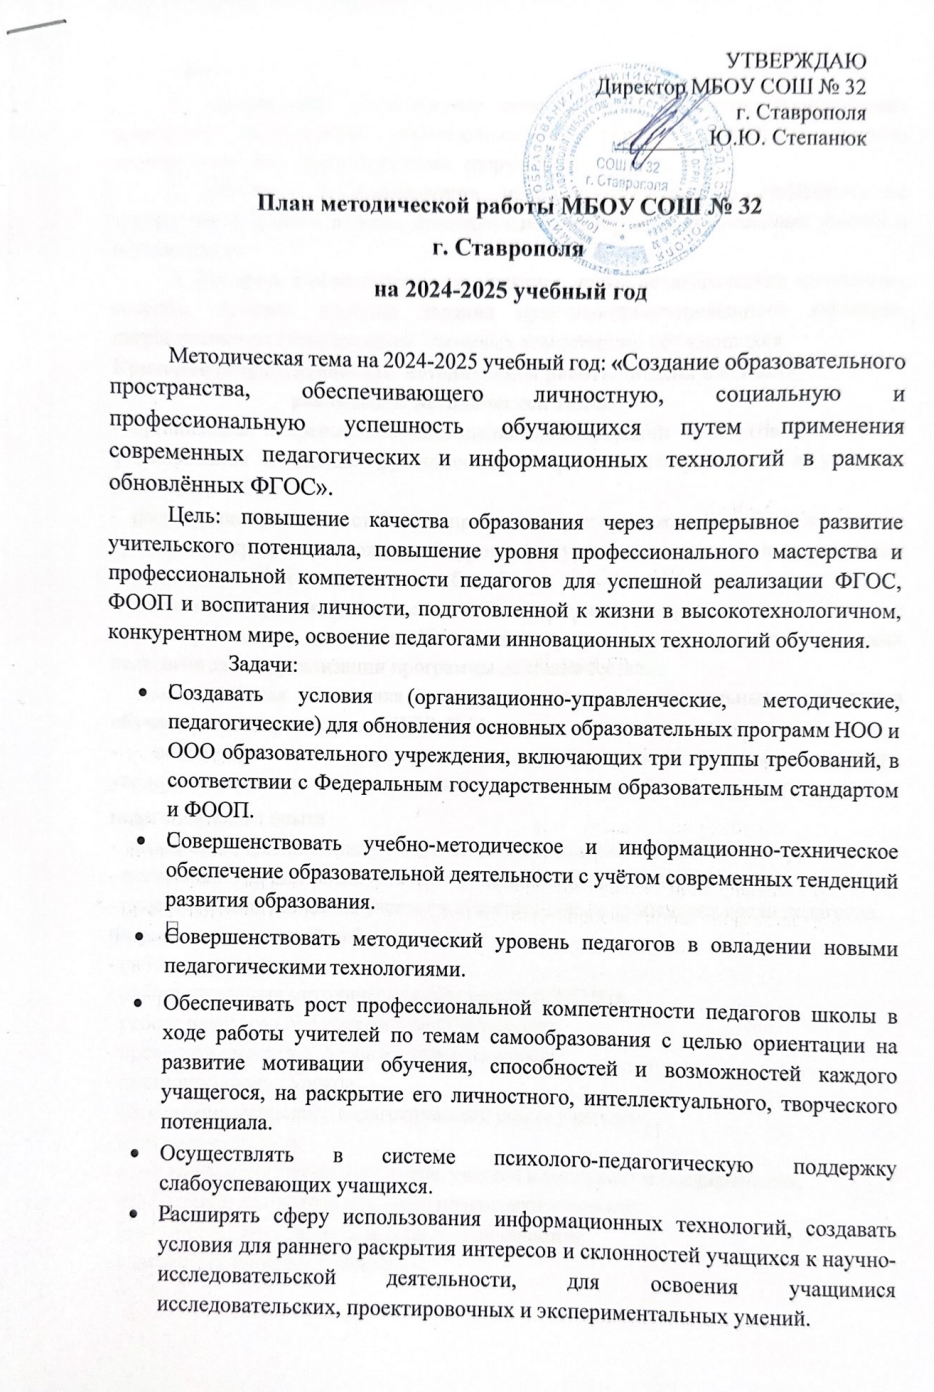 УТВЕРЖДАЮ
Директор МБОУ СОШ № 32
г. Ставрополя
Ю.Ю. Степанюк
СОШ № 32
г. Ставрополя
План методической работы МБОУ СОШ № 32
г. Ставрополя
на 2024-2025 учебный год
Методическая тема на 2024-2025 учебный год: «Создание образовательного
пространства, обеспечивающего личностную, социальную и
профессиональную успешность обучающихся путем применения
современных педагогических и информационных технологий в рамках
обновлённых ФГОС».
Цель: повышение качества образования через непрерывное развитие
учительского потенциала, повышение уровня профессионального мастерства и
профессиональной компетентности педагогов для успешной реализации ФГОС,
ФООП и воспитания личности, подготовленной к жизни в высокотехнологичном,
конкурентном мире, освоение педагогами инновационных технологий обучения.
Задачи:
• Создавать условия (организационно-управленческие, методические,
педагогические) для обновления основных образовательных программ НОО и
ООО образовательного учреждения, включающих три группы требований, в
соответствии с Федеральным государственным образовательным стандартом
и ФООП.
• Совершенствовать учебно-методическое и информационно-техническое
обеспечение образовательной деятельности с учётом современных тенденций
развития образования.
• Совершенствовать методический уровень педагогов в овладении новыми
педагогическими технологиями.
• Обеспечивать рост профессиональной компетентности педагогов школы в
ходе работы учителей по темам самообразования с целью ориентации на
развитие мотивации обучения, способностей и возможностей каждого
учащегося, на раскрытие его личностного, интеллектуального, творческого
потенциала.
• Осуществлять в системе психолого-педагогическую поддержку
слабоуспевающих учащихся.
• Расширять сферу использования информационных технологий, создавать
условия для раннего раскрытия интересов и склонностей учащихся к научно-
исследовательской деятельности, для освоения учащимися
исследовательских, проектировочных и экспериментальных умений.